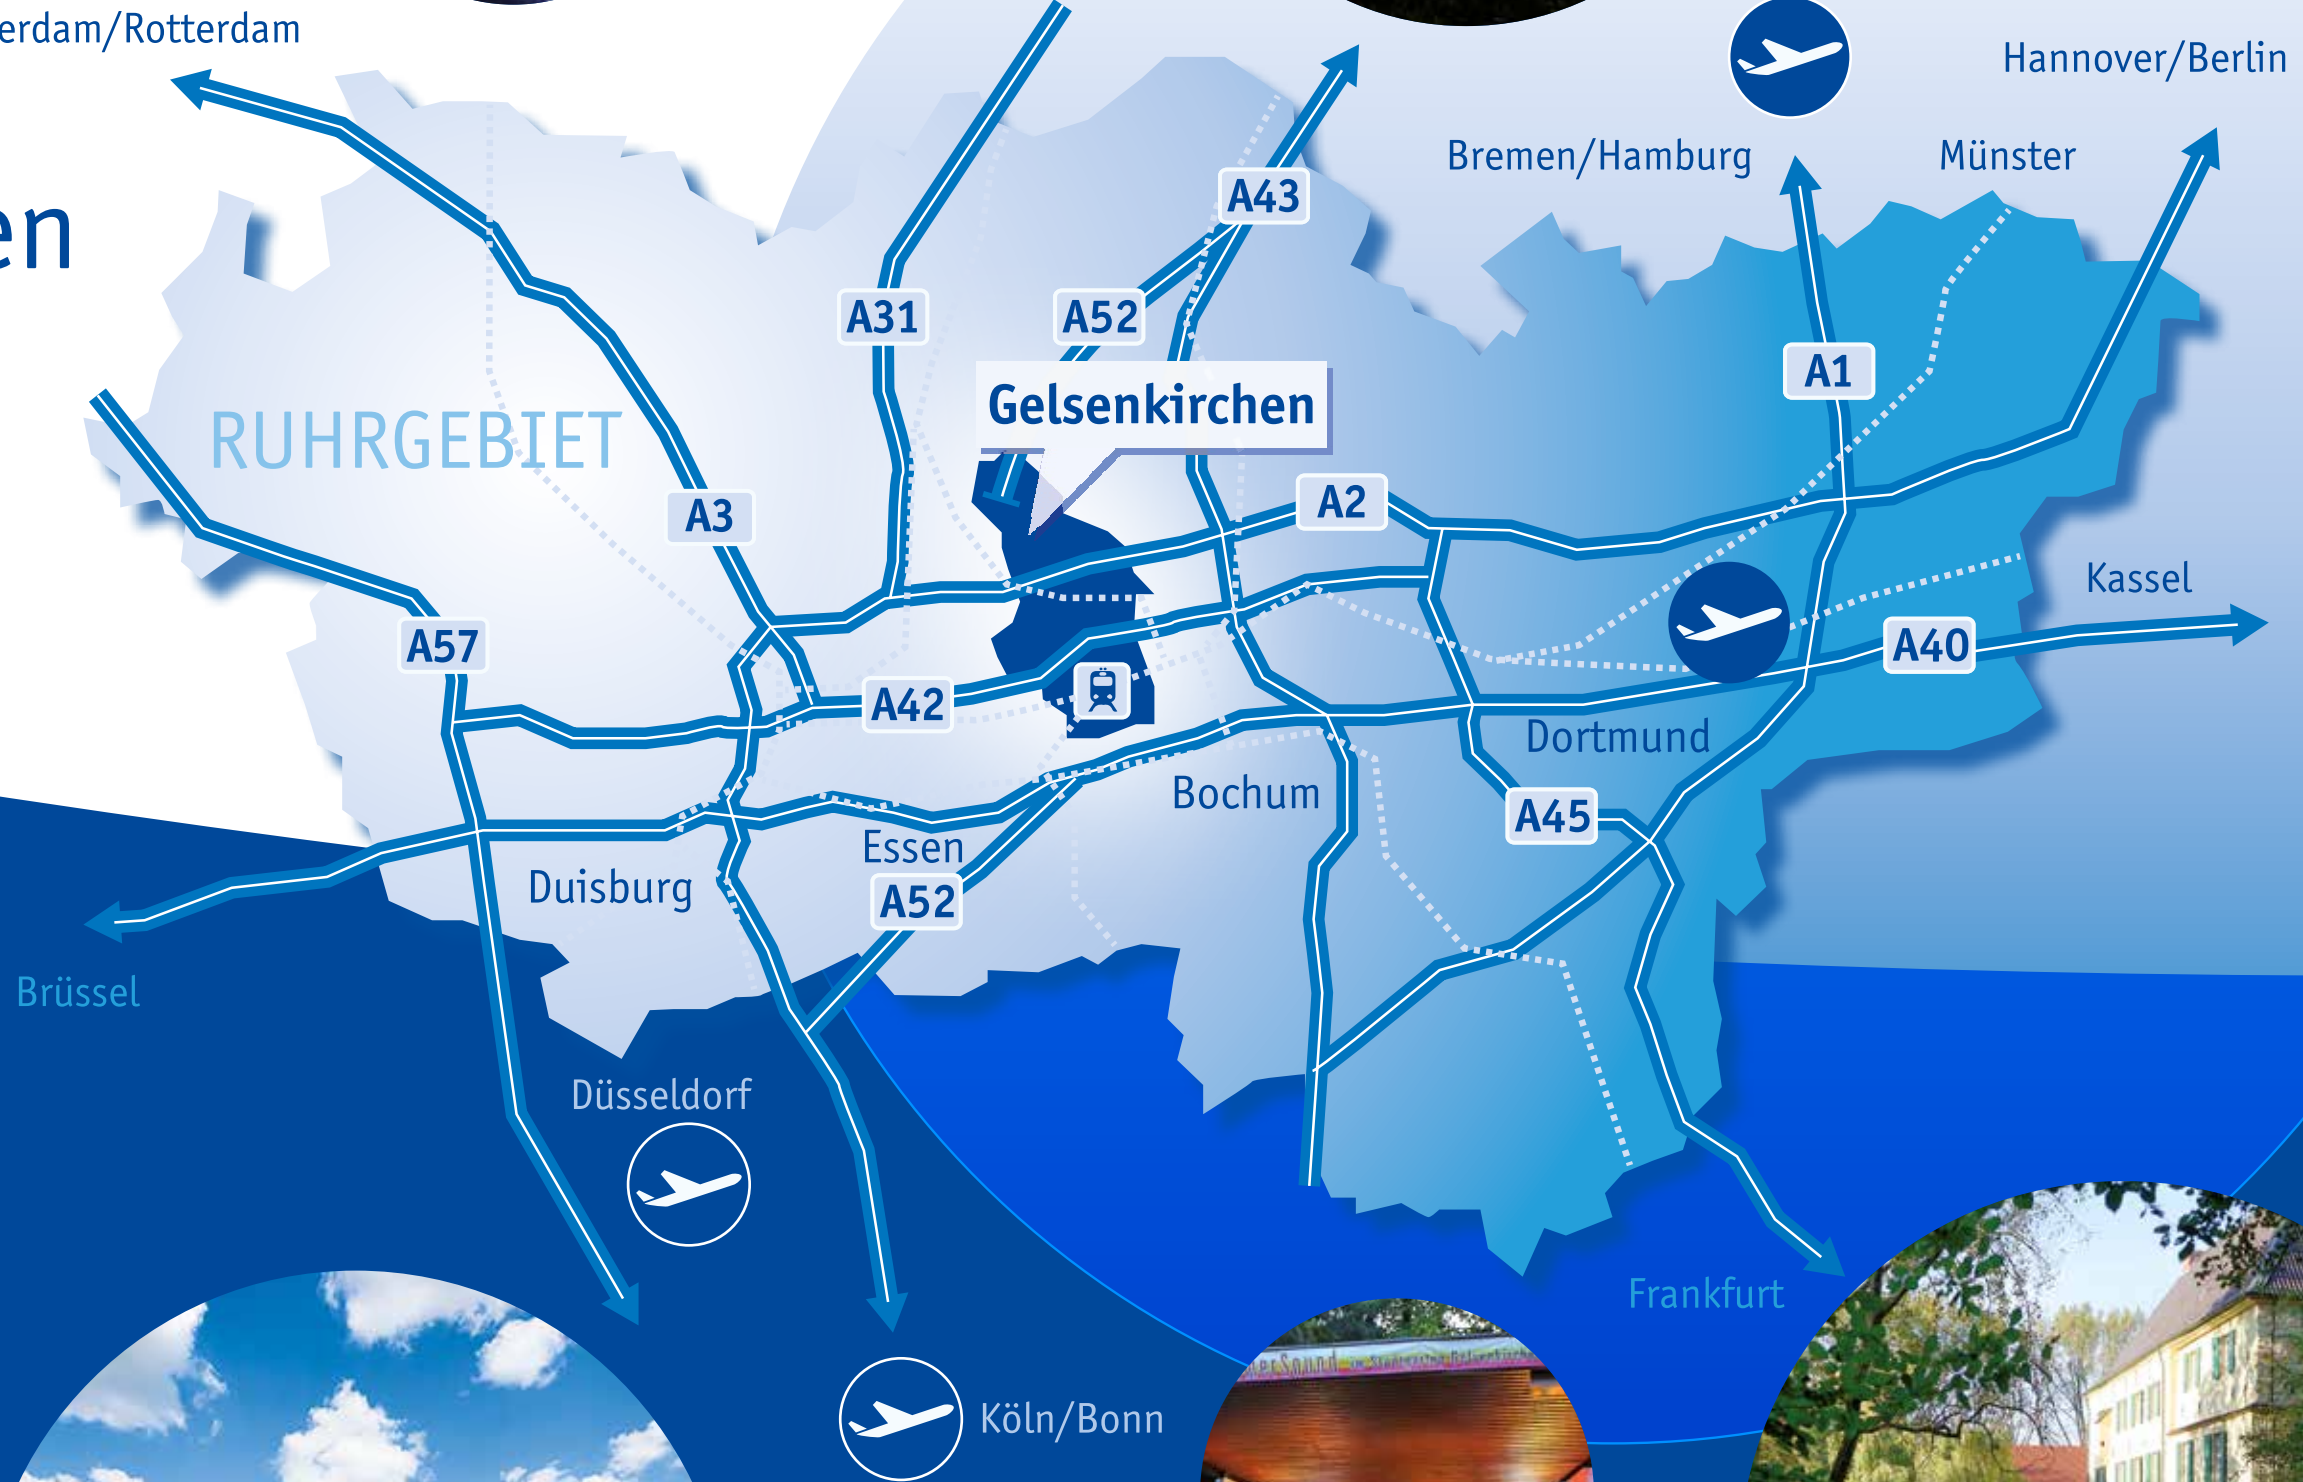 erdam/Rotterdam
Hannover/Berlin
Bremen/Hamburg
Münster
en
A43
A31
A52
A1
Gelsenkirchen
RUHRGEBIET
A3
A2
Kassel
A57
A40
A42
Dortmund
Bochum
A45
Essen
Duisburg
A52
Brüssel
Düsseldorf
Frankfurt
Köln/Bonn